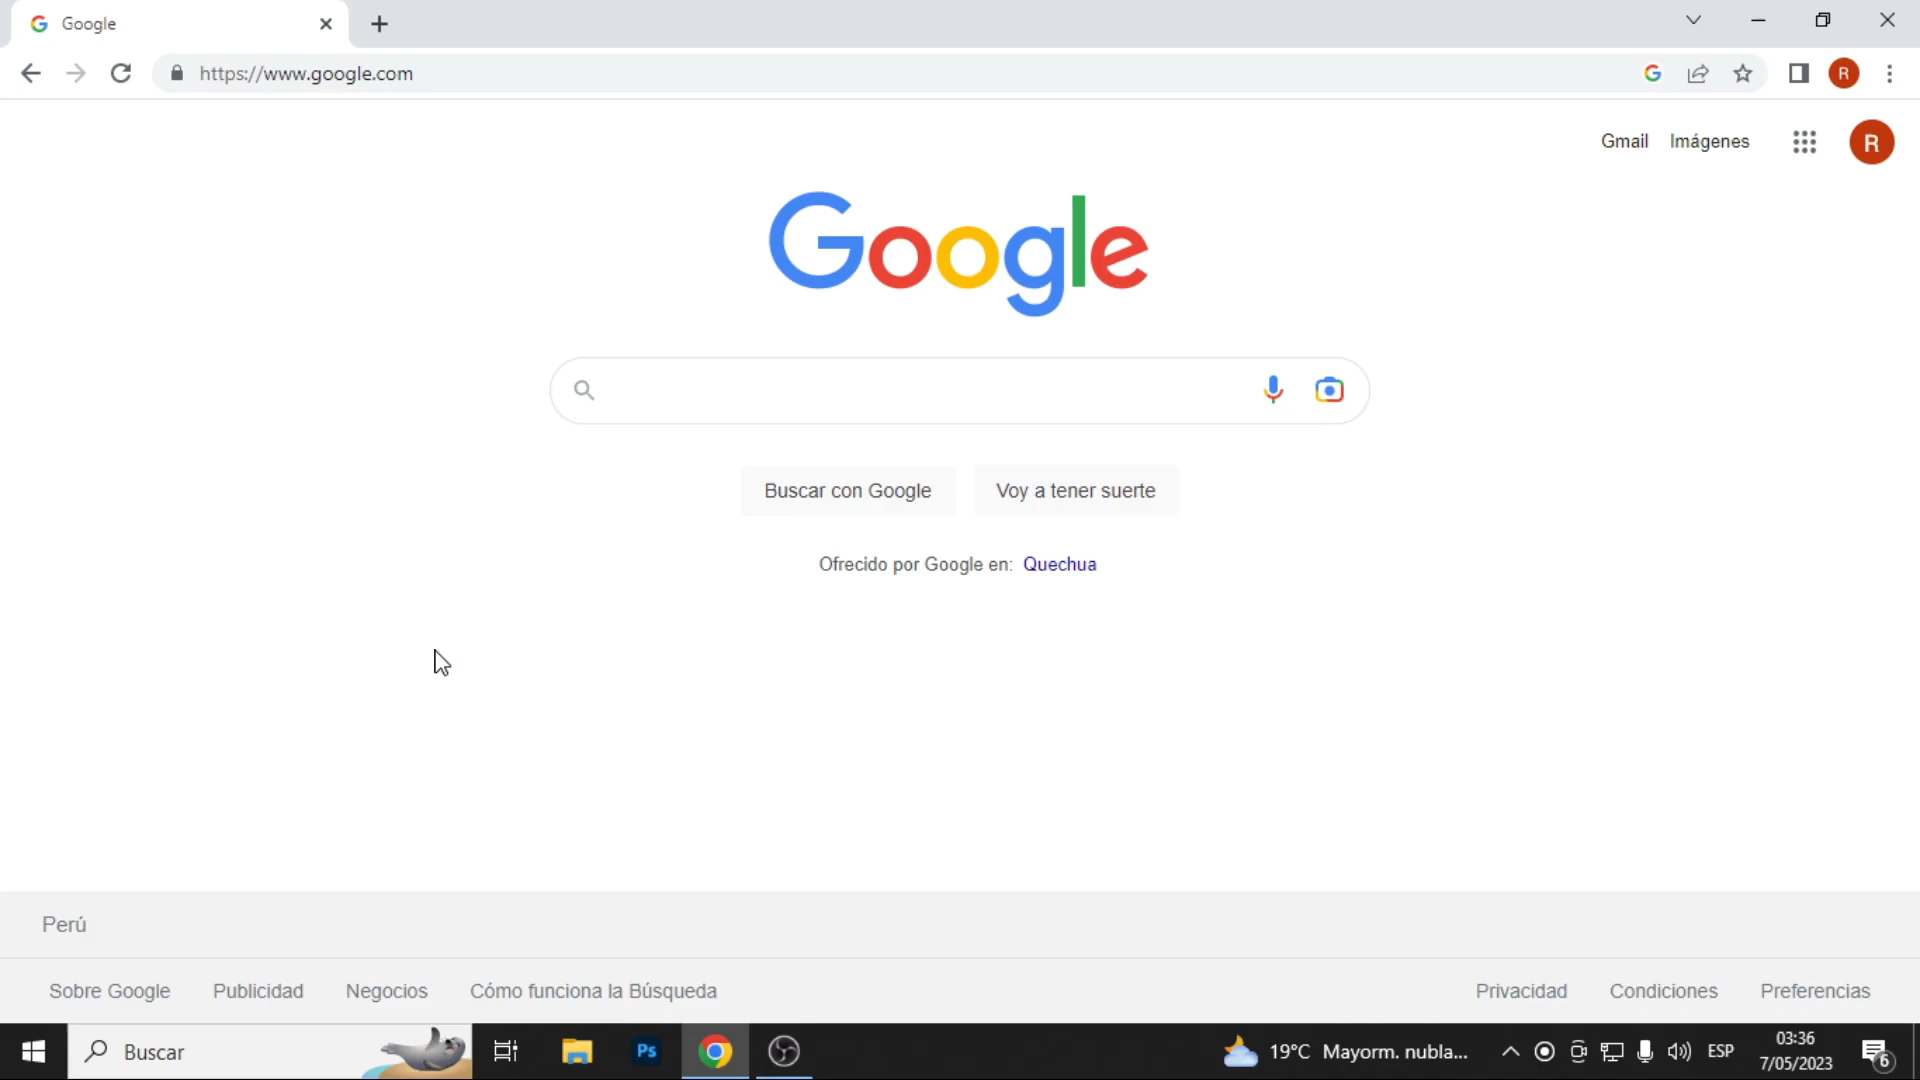 Google
https://www.google.com
R
Gmail Imágenes
R
Google
Buscar con Google Voy a tener suerte
Ofrecido por Google en: Quechua
Perú
Sobre Google Publicidad Negocios Cómo funciona la Búsqueda Privacidad Condiciones Preferencias
Buscar
Ps
19°C Mayorm. nubla...
ESP
03:36
7/05/2023
6